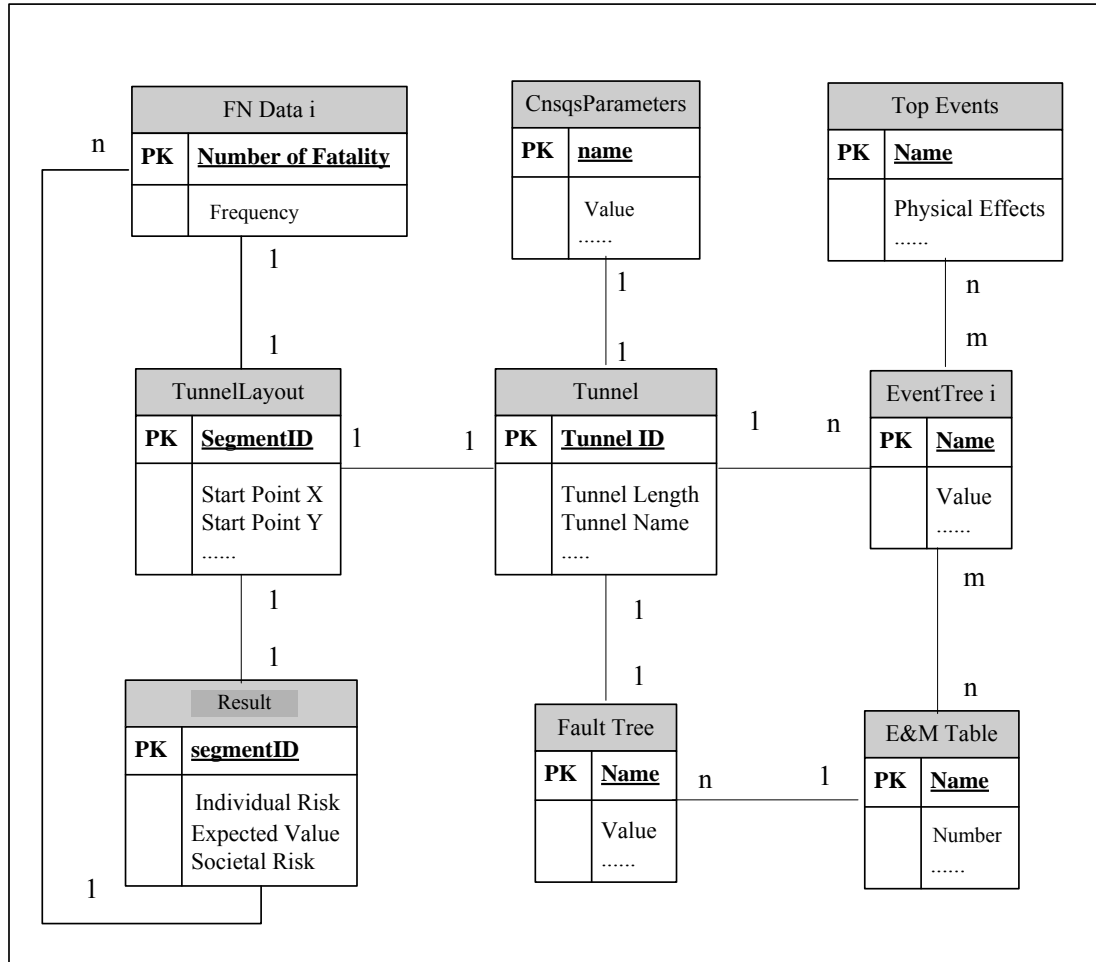 FN Data i
PK Number of Fatality
Frequency
n
1
CnsqsParameters
PK name
Value
......
1
Top Events
PK Name
Physical Effects
......
n
1
TunnelLayout
PK SegmentID
Start Point X
Start Point Y
......
1
1
1
Tunnel
PK Tunnel ID
Tunnel Length
Tunnel Name
.....
1
1
1
m
EventTree i
PK Name
Value
......
n
m
1
Result
PK segmentID
Individual Risk
Expected Value
Societal Risk
1
1
Fault Tree
PK Name
Value
......
n
n
E&M Table
PK Name
Number
......
1